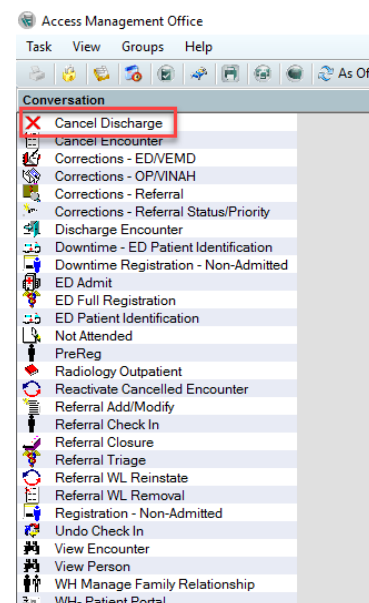 Access Management Office
Task View Groups Help
As Of
Conversation
Cancel Discharge
Cancel Encounter
Corrections - ED/VEMD
Corrections - OP/VINAH
Corrections - Referral
Corrections - Referral Status/Priority
Discharge Encounter
Downtime - ED Patient Identification
Downtime Registration - Non-Admitted
ED Admit
ED Full Registration
ED Patient Identification
Not Attended
PreReg
Radiology Outpatient
Reactivate Cancelled Encounter
Referral Add/Modify
Referral Check In
Referral Closure
Referral Triage
Referral WL Reinstate
Referral WL Removal
Registration - Non-Admitted
Undo Check In
View Encounter
View Person
WH Manage Family Relationship
WH- Patient Portal